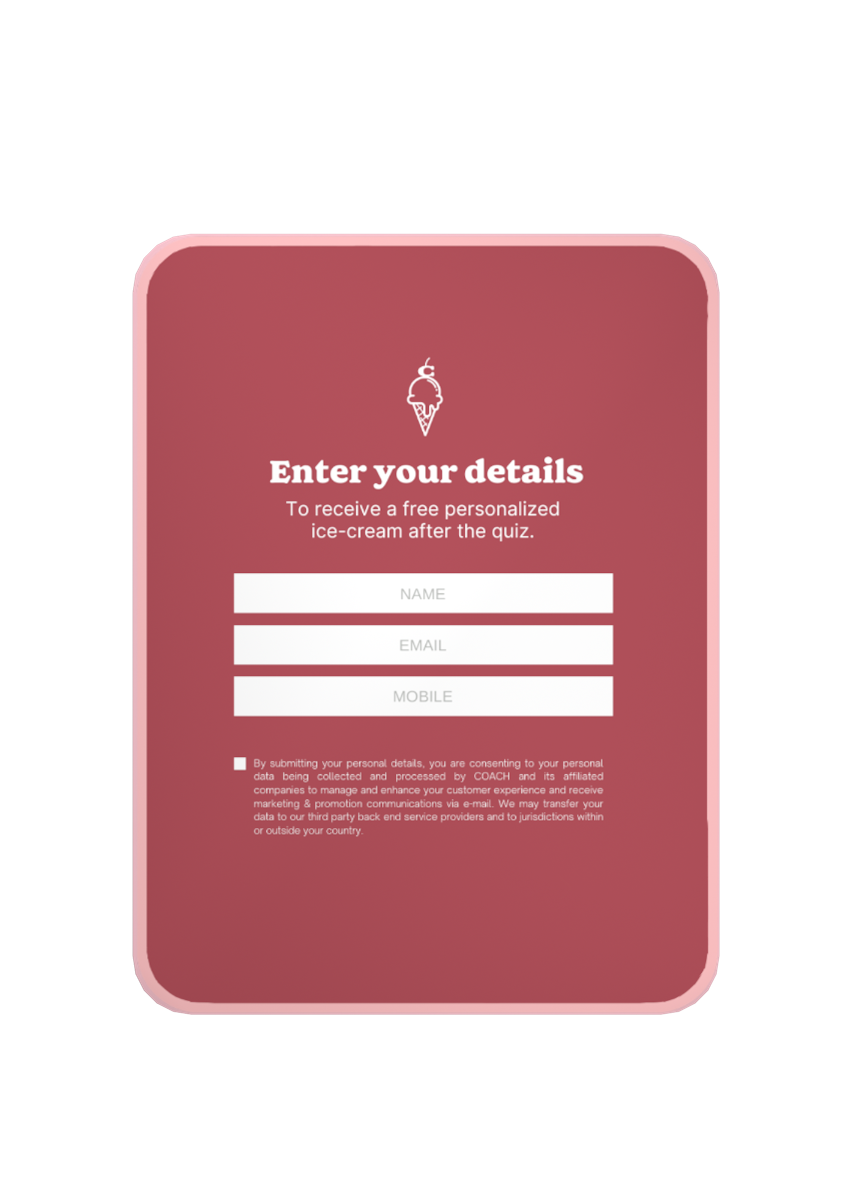 C
Enter your details
To receive a free personalized
ice-cream after the quiz.
NAME
EMAIL
MOBILE
By submitting your personal details, you are consenting to your personal
data being collected and processed by COACH and its affiliated
companies to manage and enhance your customer experience and receive
marketing & promotion communications via e-mail. We may transfer your
data to our third party back end service providers and to jurisdictions within
or outside your country.